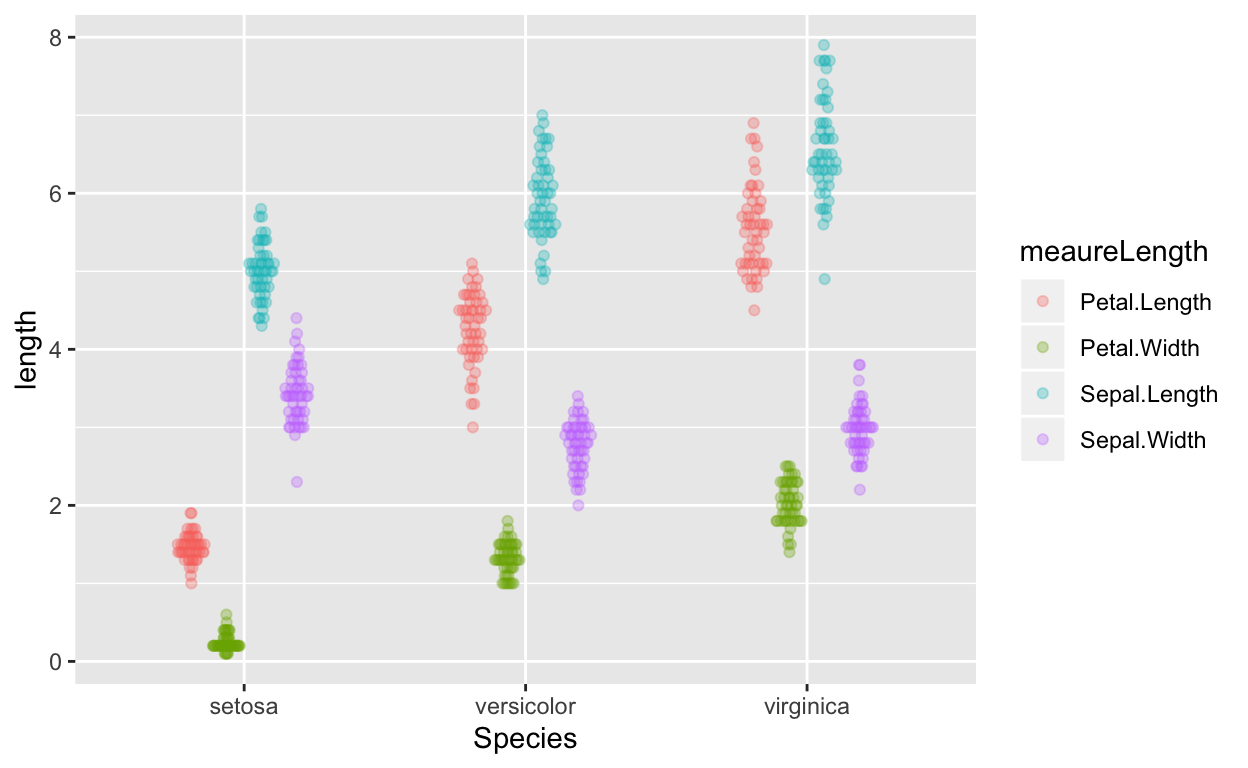 length
8
6
4
2
0
setosa
versicolor
virginica
Species
meaureLength
Petal.Length
Petal.Width
Sepal.Length
Sepal.Width